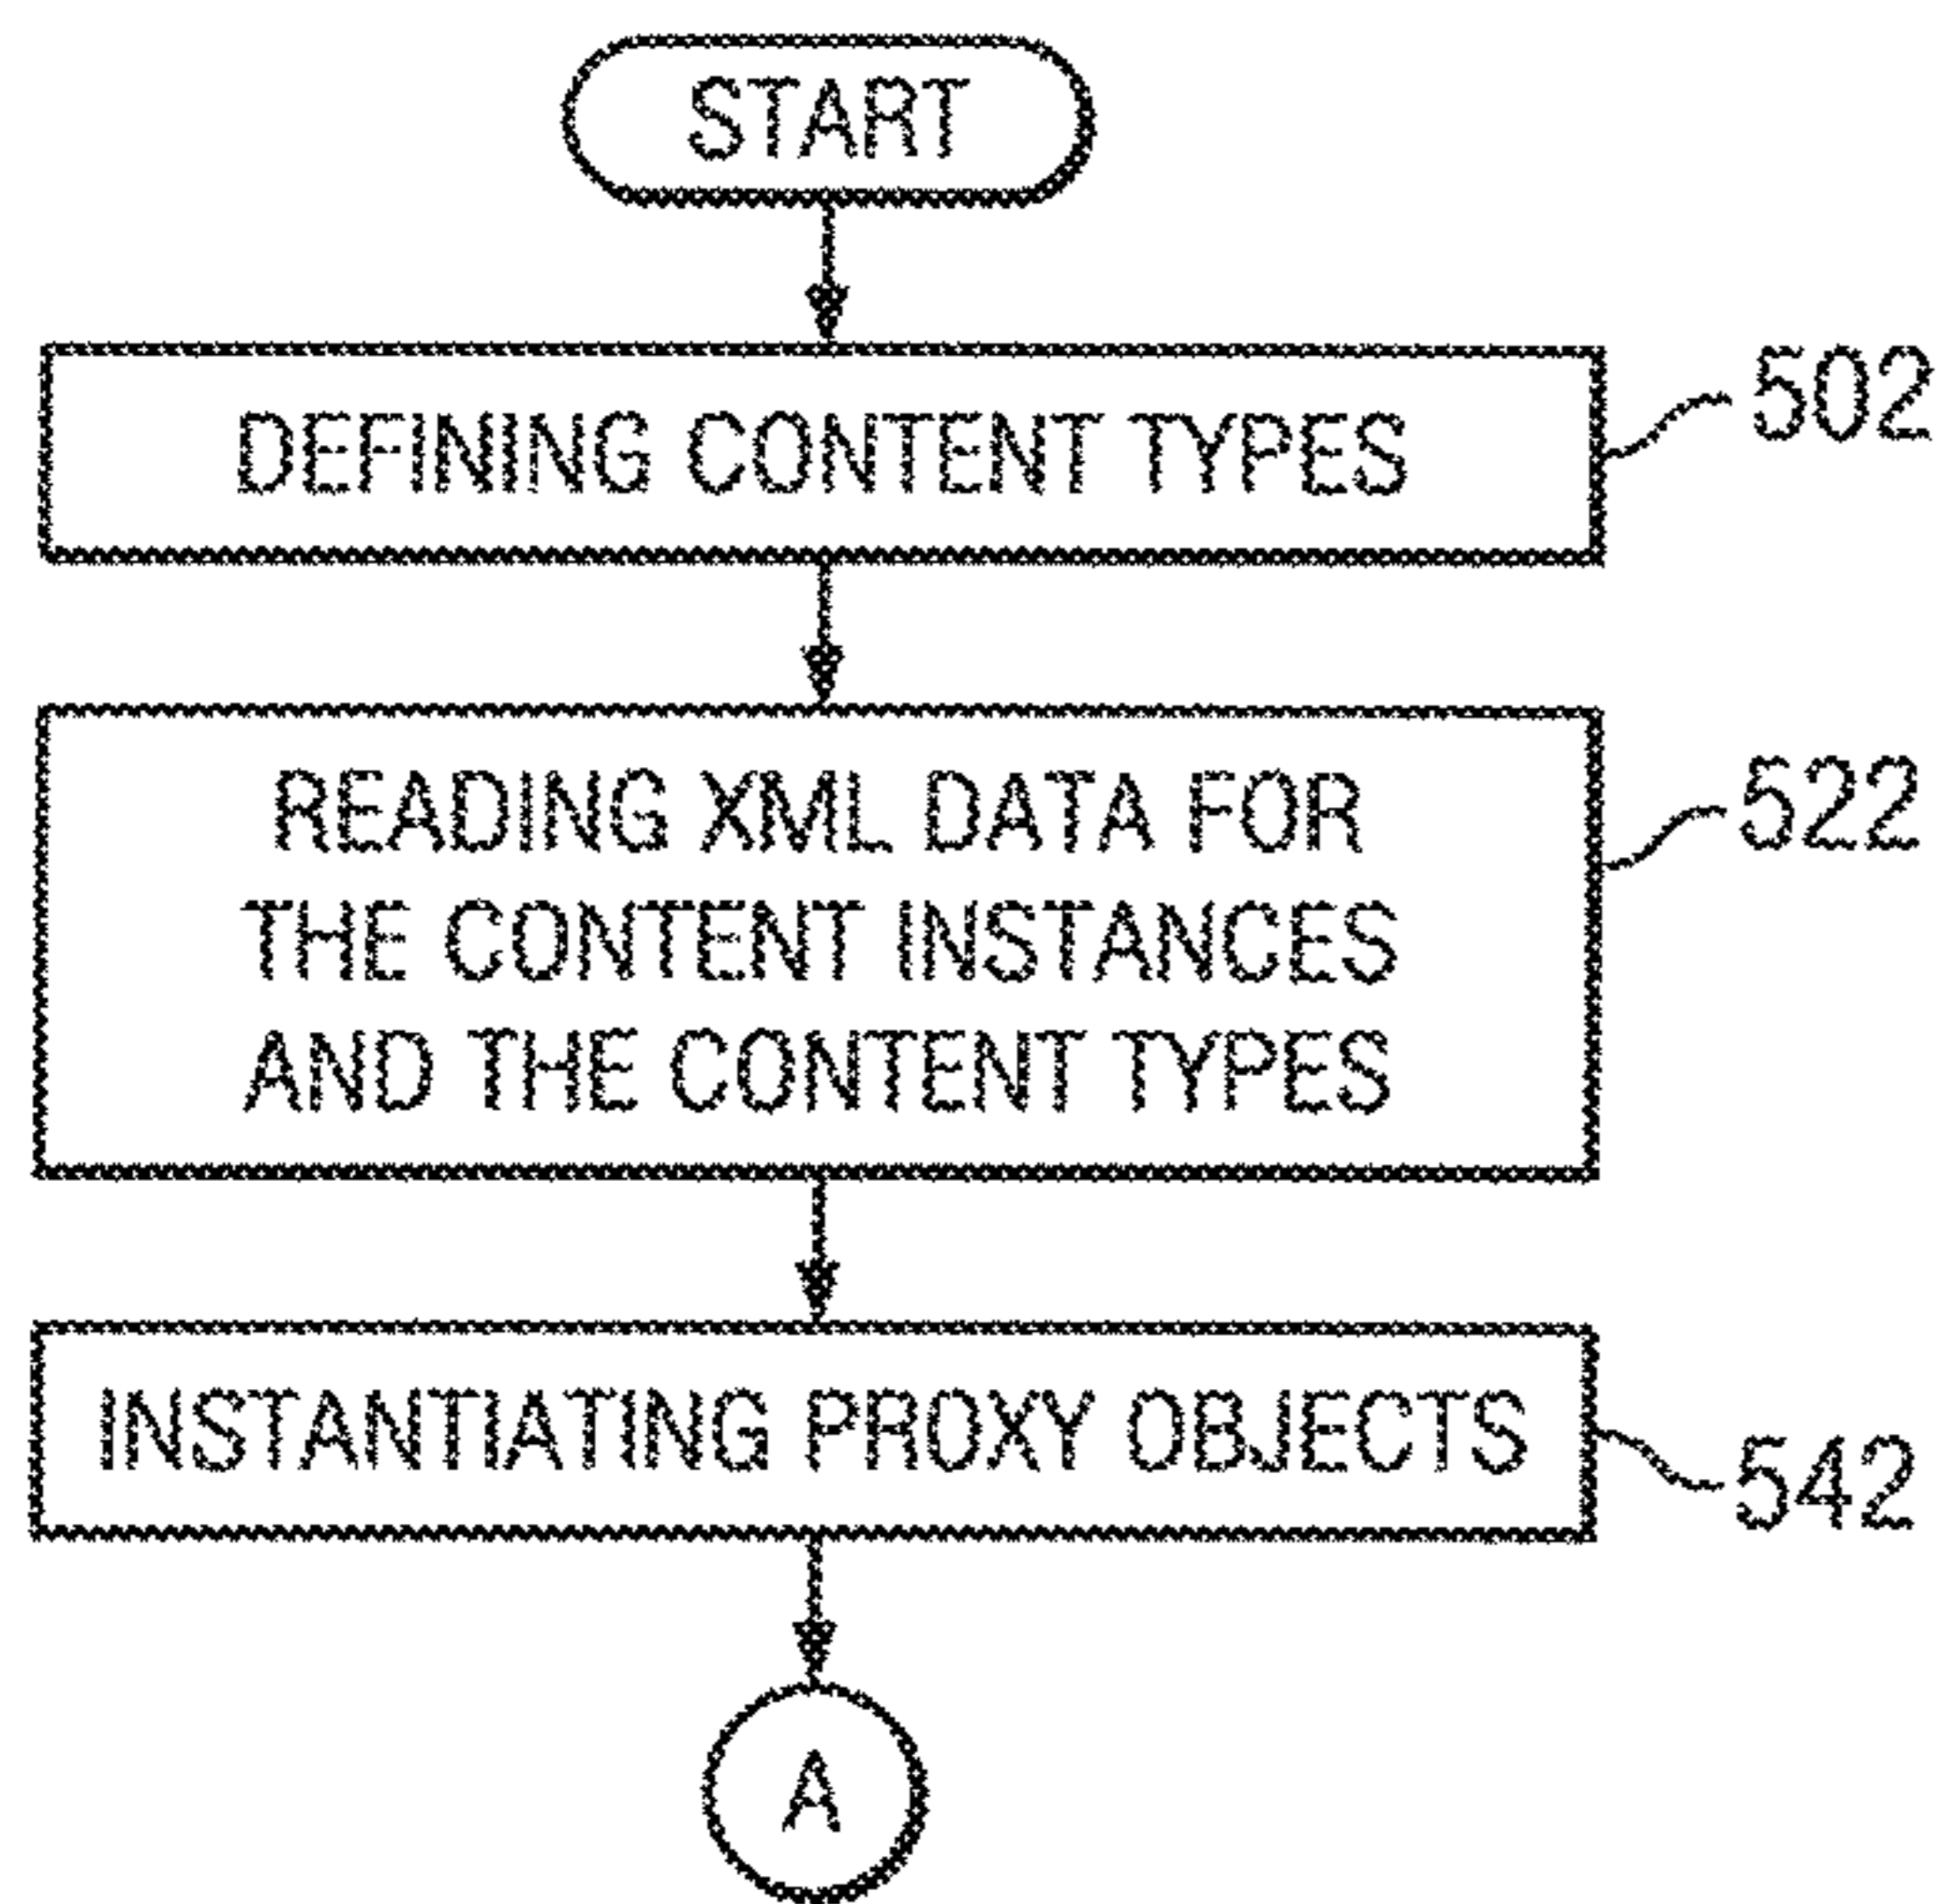 START
DEFINING CONTENT TYPES
502
READING XML DATA FOR
THE CONTENT INSTANCES
AND THE CONTENT TYPES
522
INSTANTIATING PROXY OBJECTS
542
A